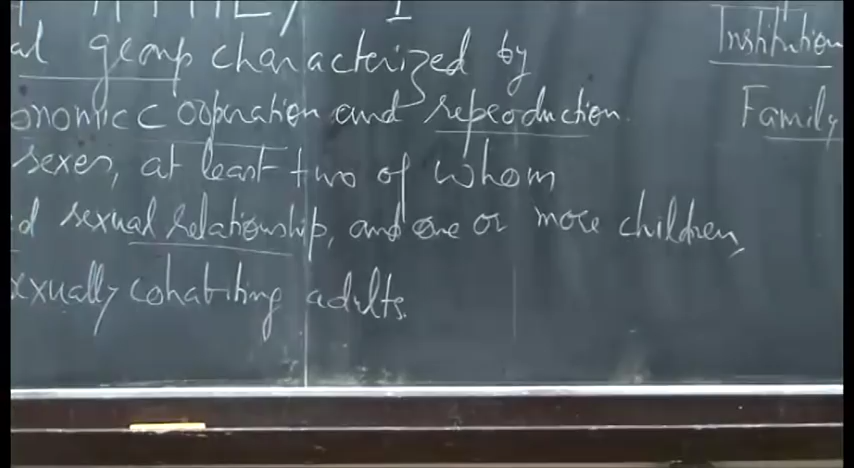 al group characterized by
onomic cooperation and reproduction.
sexes, at least two of whom
d sexual relationship, and one or more children,
xually cohabiting adults.
Institution
Family